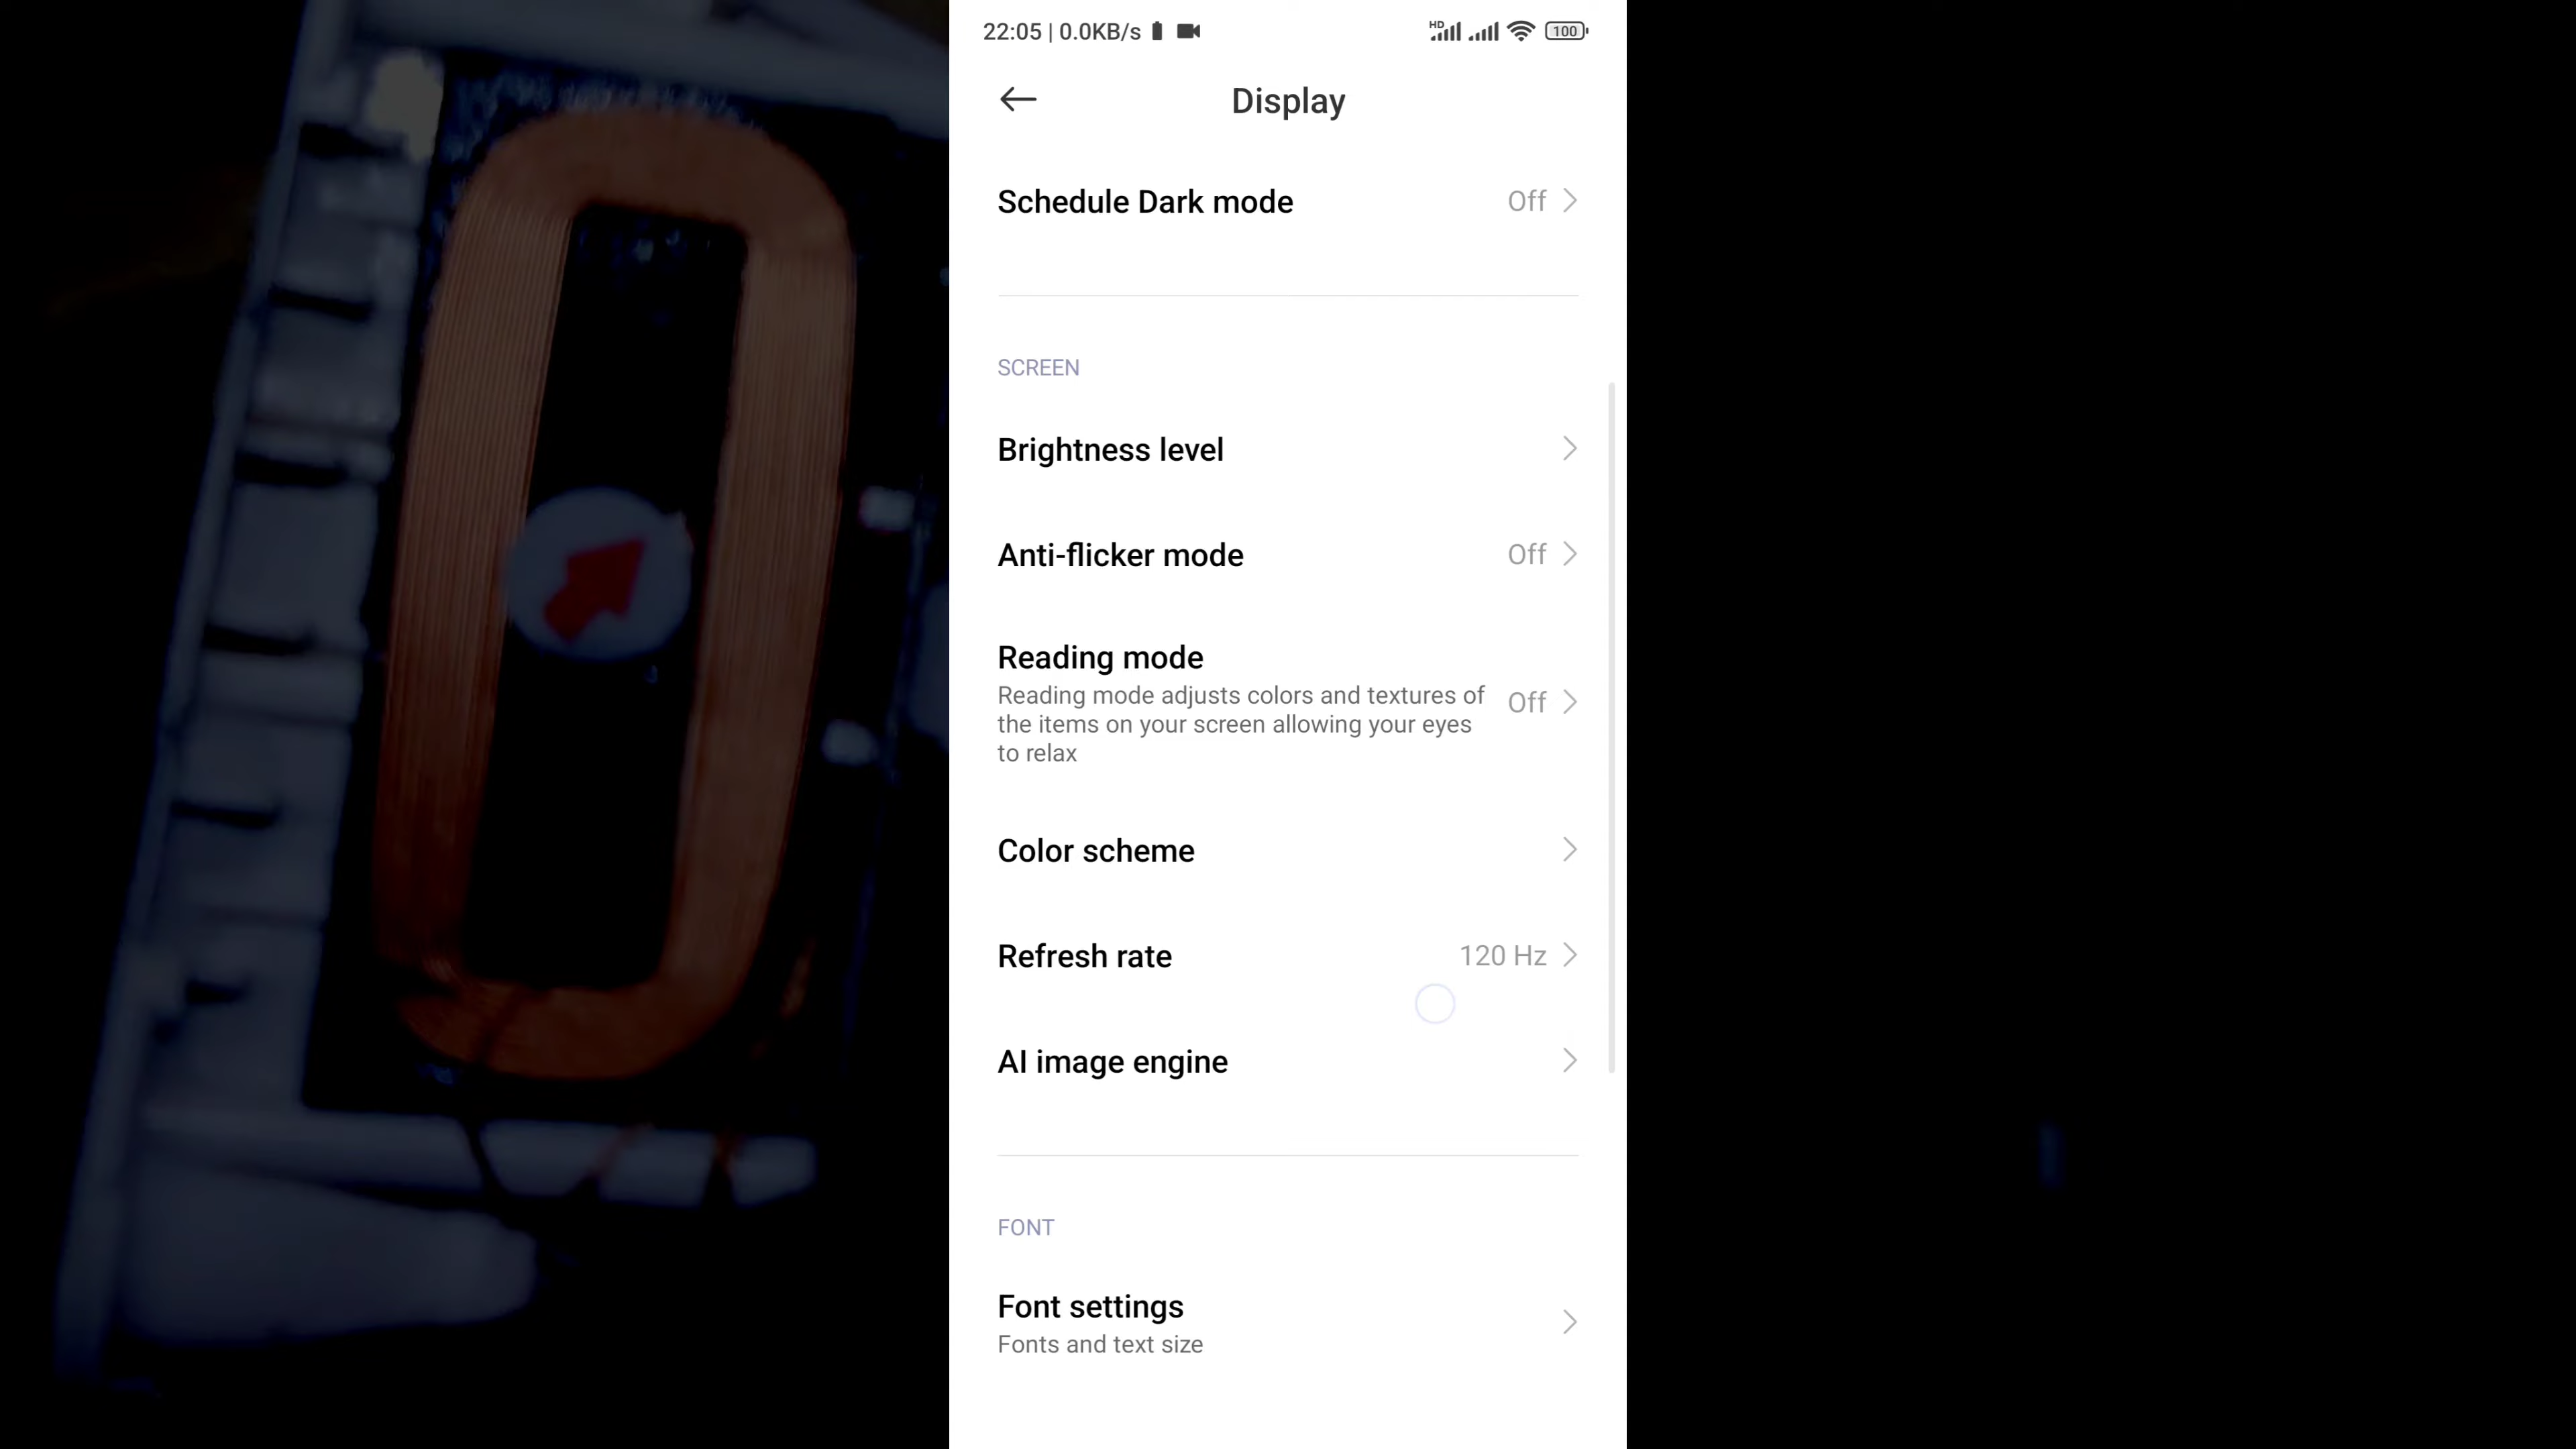 22:05 | 0.0KB/s
HD
100
Display
Schedule Dark mode
Off
SCREEN
Brightness level
Anti-flicker mode
Off
Reading mode
Reading mode adjusts colors and textures of
the items on your screen allowing your eyes
to relax
Off
Color scheme
Refresh rate
120 Hz
AI image engine
FONT
Font settings
Fonts and text size